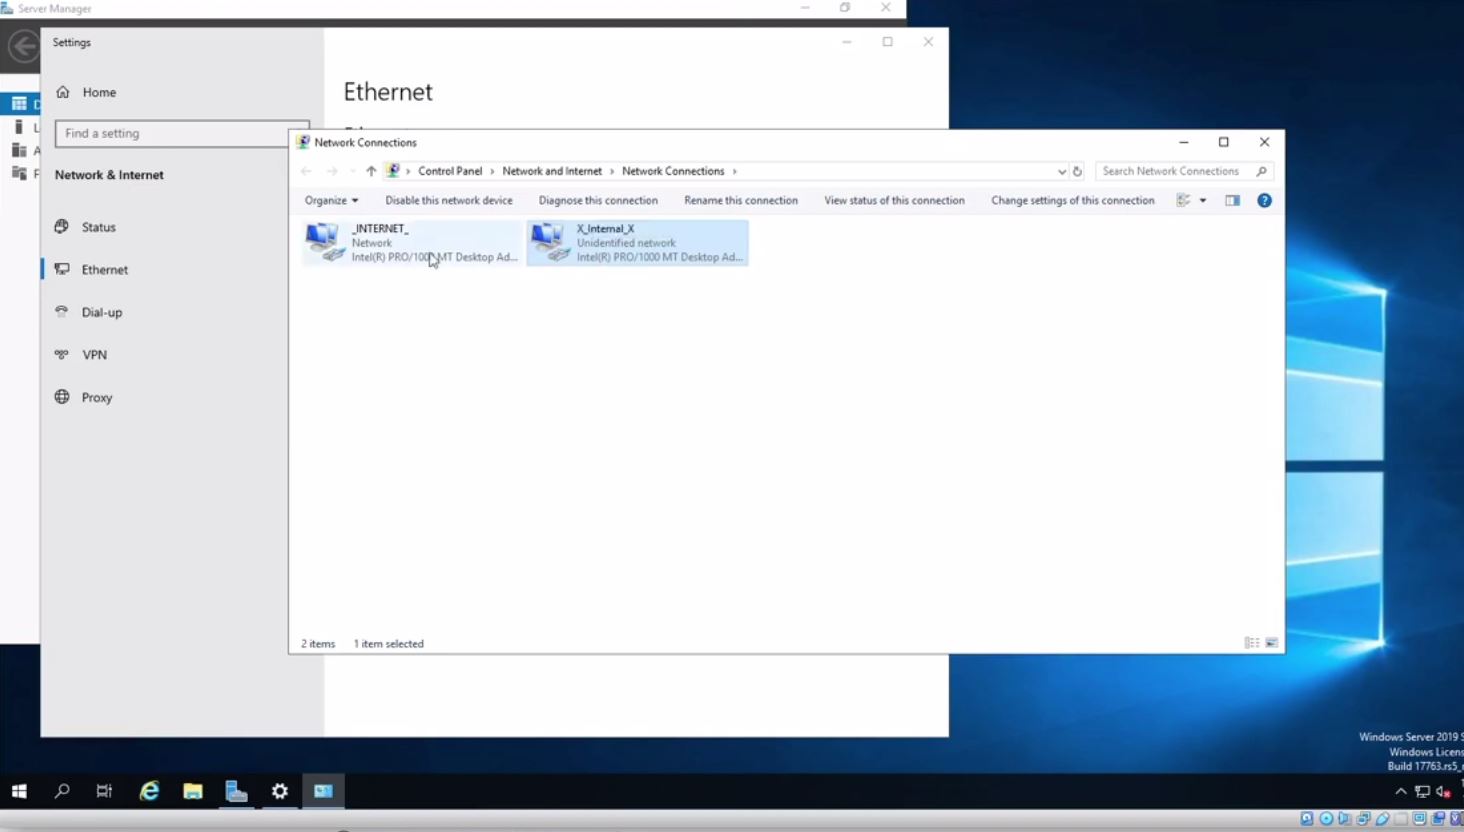 Server Manager
Settings
Home
Find a setting
Network & Internet
Status
Ethernet
Dial-up
VPN
Proxy
Ethernet
Network Connections
Control Panel > Network and Internet > Network Connections >
Search Network Connections
Organize Disable this network device Diagnose this connection Rename this connection View status of this connection Change settings of this connection
_INTERNET_
Network
Intel(R) PRO/1000 MT Desktop Ad...
X_Internal_X
Unidentified network
Intel(R) PRO/1000 MT Desktop Ad...
2 items 1 item selected
Windows Server 2019 S
Windows Licens
Build 17763.rs5_